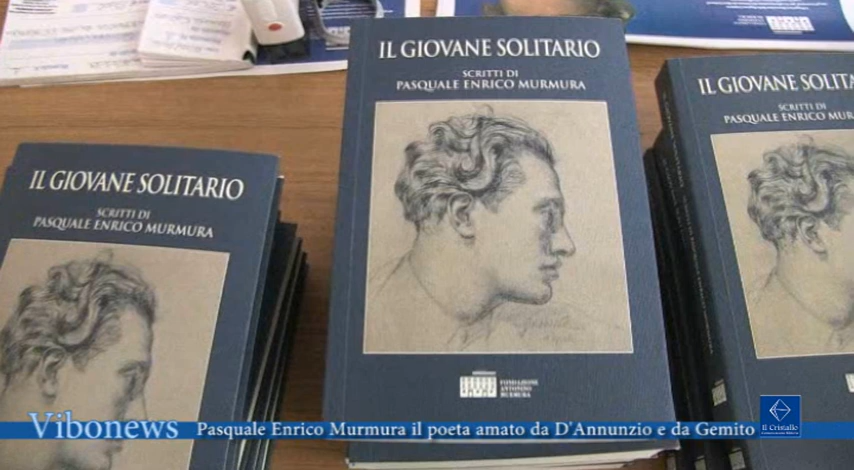 IL GIOVANE SOLITARIO
SCRITTI DI
PASQUALE ENRICO MURMURA
FONDAZIONE
ANTONINO
MURMURA
IL GIOVANE SOLITARIO
SCRITTI DI
PASQUALE ENRICO MURMURA
IL GIOVANE SOLITA
SCRITTI DI
PASQUALE ENRICO MUR
Vibonews Pasquale Enrico Murmura il poeta amato da D'Annunzio e da Gemito
Il Cristallo